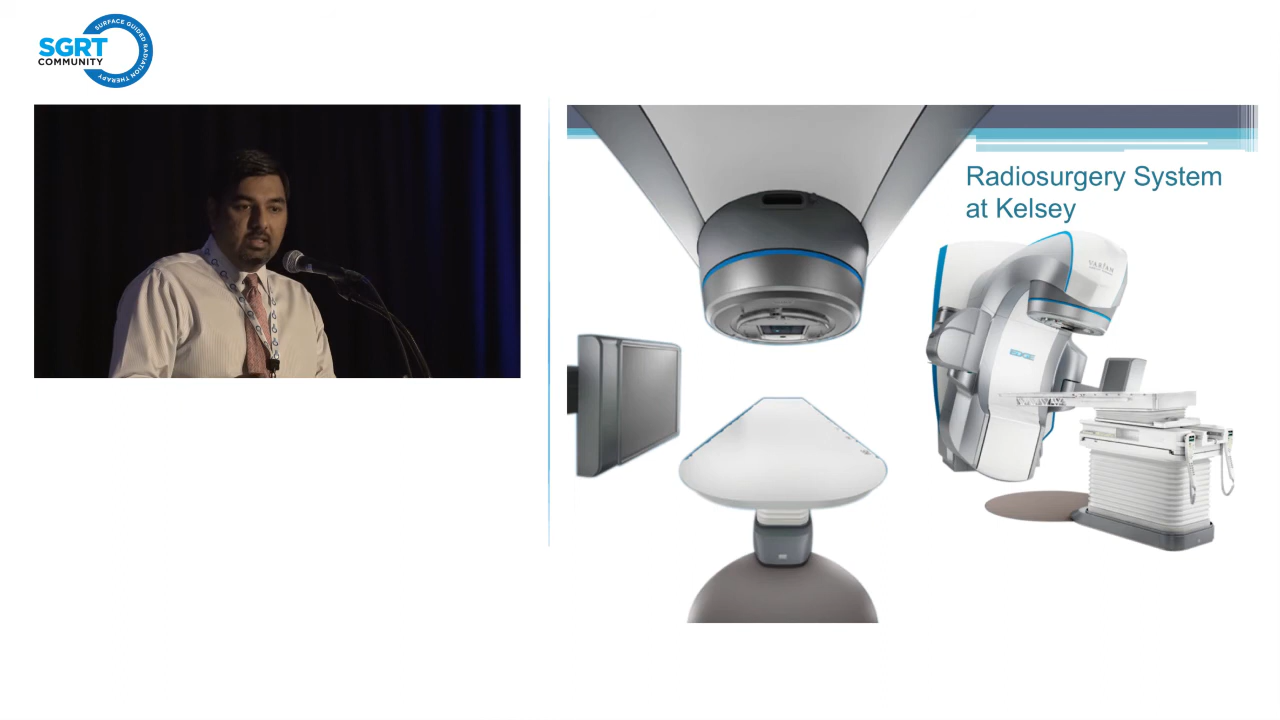 SURFACE GUIDED RADIATION THERAPY
SGRT
COMMUNITY
Radiosurgery System
at Kelsey
VARIAN
EDGE